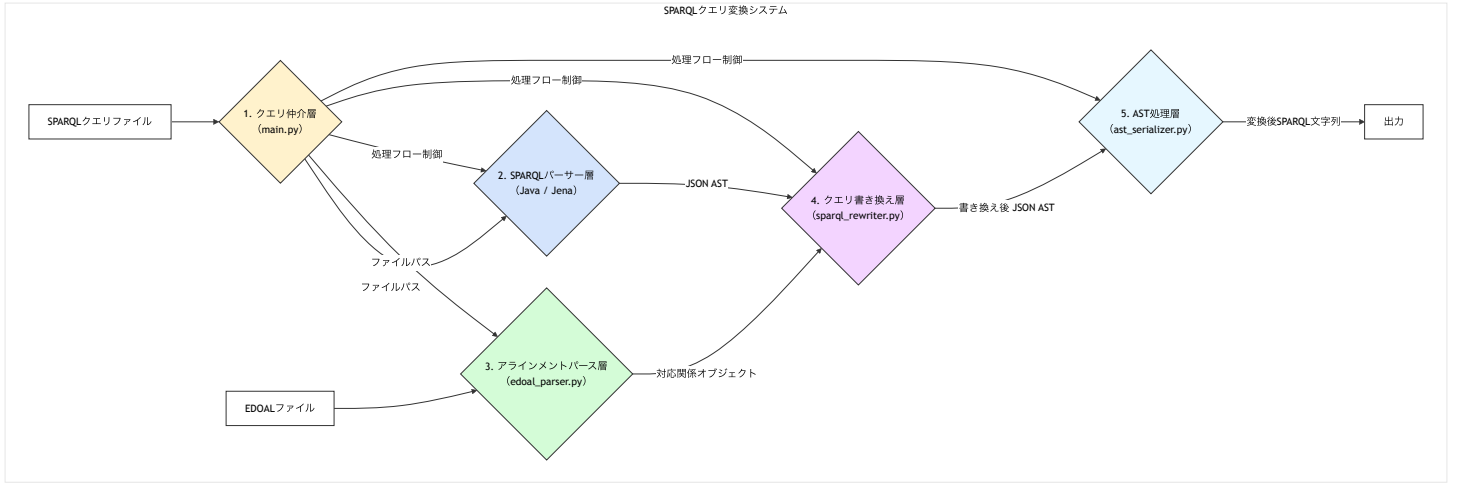 SPARQLクエリ変換システム
処理フロー制御
処理フロー制御
1. クエリ仲介層
(main.py)
SPARQLクエリファイル
5. AST処理層
(ast_serializer.py)
変換後SPARQL文字列
出力
処理フロー制御
2. SPARQLパーサー層
(Java / Jena)
JSON AST
4. クエリ書き換え層
(sparql_rewriter.py)
書き換え後 JSON AST
ファイルパス
ファイルパス
3. アラインメントパース層
(edoal_parser.py)
対応関係オブジェクト
EDOALファイル